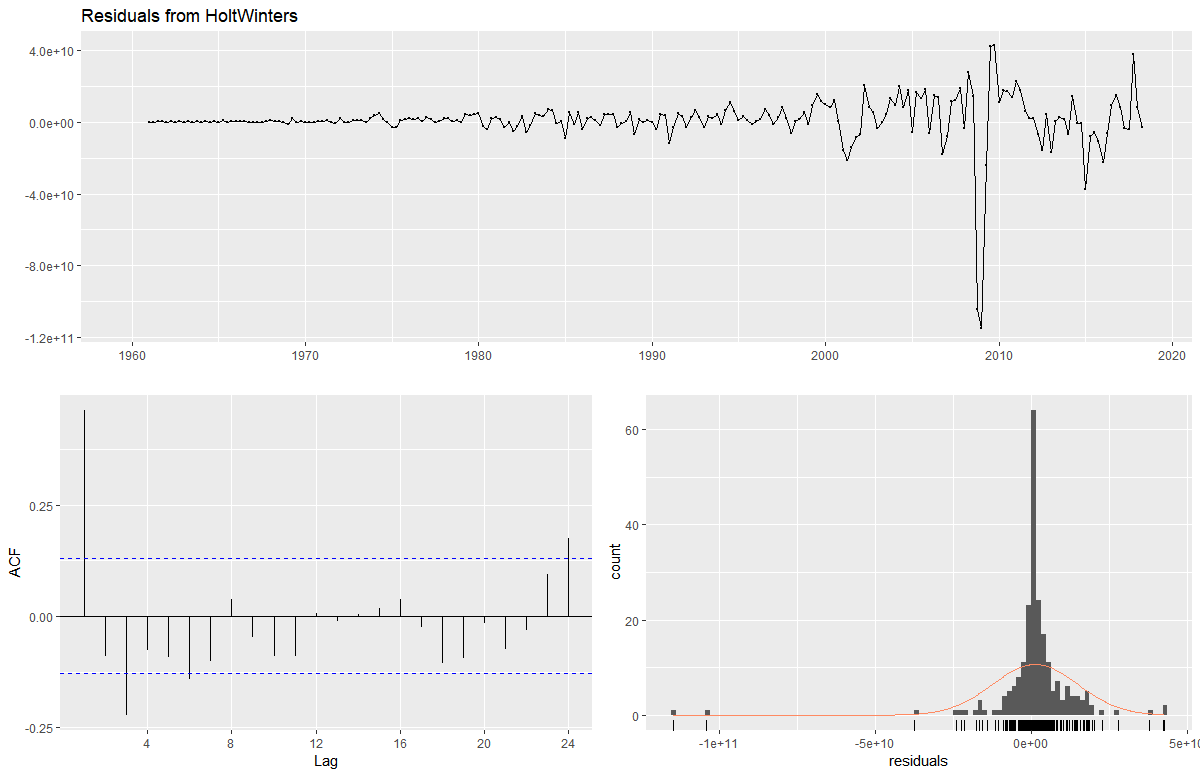 Residuals from HoltWinters
4.0e+10
0.0e+00
-4.0e+10
-8.0e+10
-1.2e+11
1960 1970 1980 1990 2000 2010 2020
ACF
0.25
0.00
-0.25
4 8 12 16 20 24
Lag
count
60
40
20
0
-1e+11 -5e+10 0e+00 5e+10
residuals